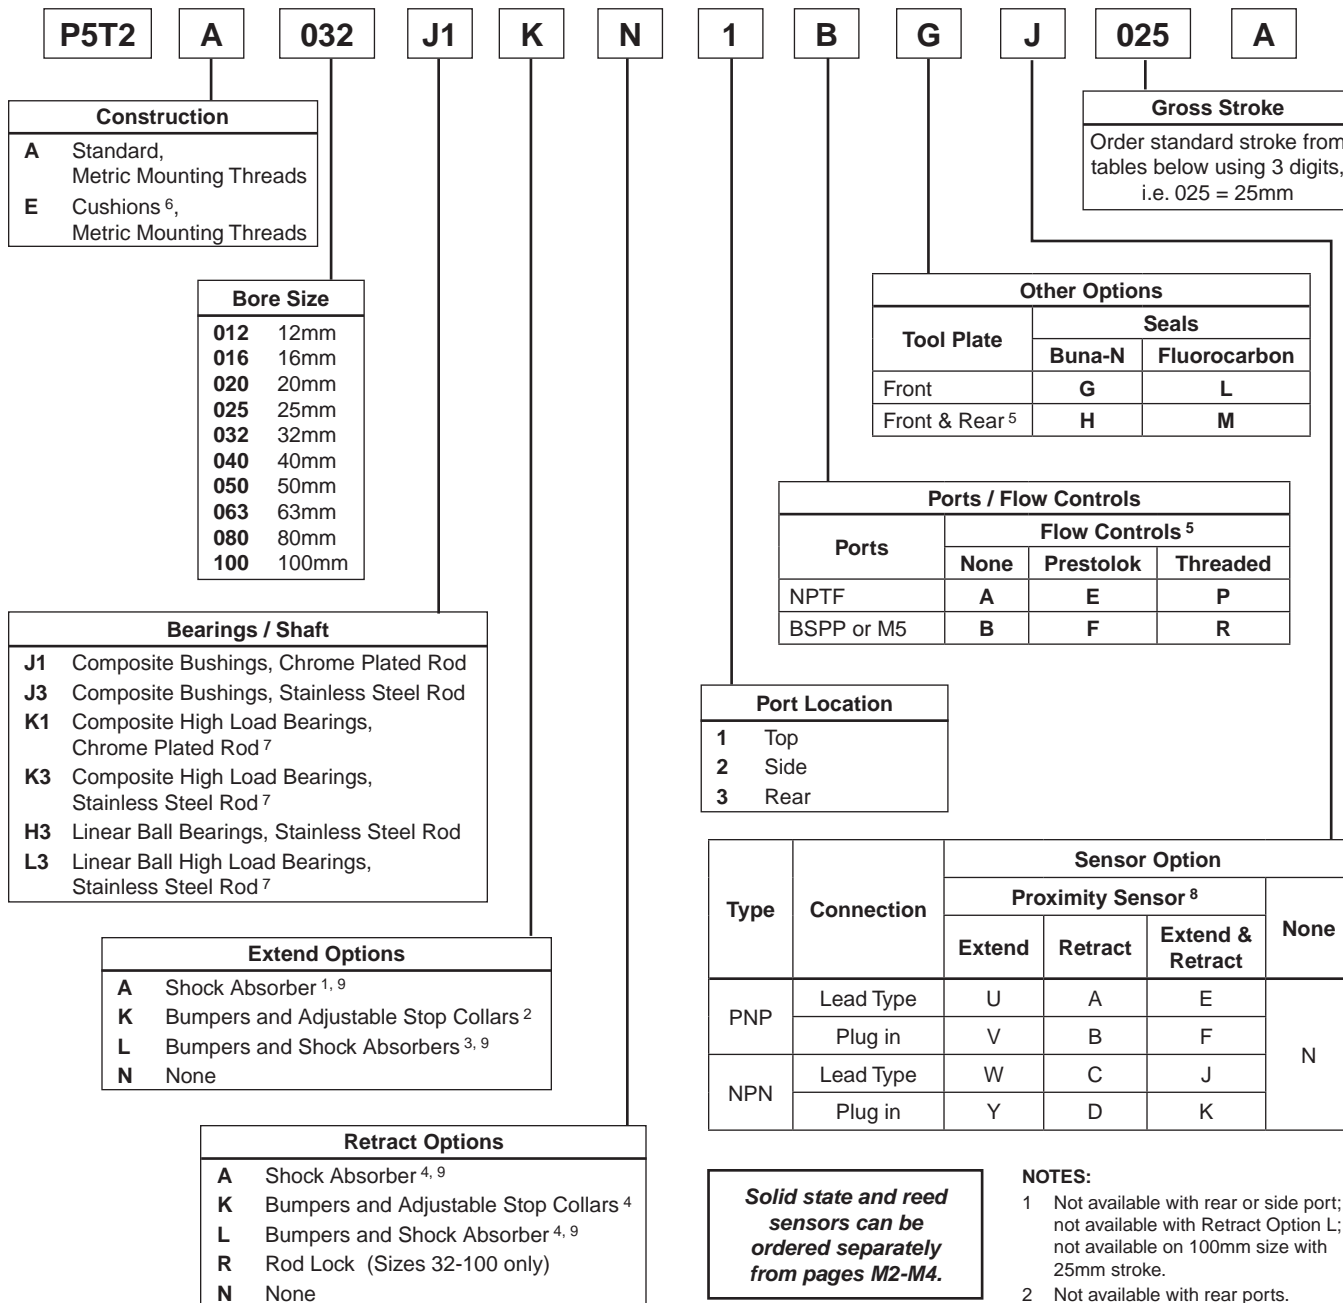 P5T2 A 032 J1 K N 1 B G J 025 A
Construction
A Standard,
Metric Mounting Threads
E Cushions 6,
Metric Mounting Threads
Gross Stroke
Order standard stroke from
tables below using 3 digits,
i.e. 025 = 25mm
Bore Size
012 12mm
016 16mm
020 20mm
025 25mm
032 32mm
040 40mm
050 50mm
063 63mm
080 80mm
100 100mm
Other Options
Tool Plate
Seals
Buna-N Fluorocarbon
Front G L
Front & Rear 5 H M
Ports / Flow Controls
Ports
Flow Controls 5
None Prestolok Threaded
NPTF A E P
BSPP or M5 B F R
Bearings / Shaft
J1 Composite Bushings, Chrome Plated Rod
J3 Composite Bushings, Stainless Steel Rod
K1 Composite High Load Bearings,
Chrome Plated Rod 7
K3 Composite High Load Bearings,
Stainless Steel Rod 7
H3 Linear Ball Bearings, Stainless Steel Rod
L3 Linear Ball High Load Bearings,
Stainless Steel Rod 7
Port Location
1 Top
2 Side
3 Rear
Extend Options
A Shock Absorber 1, 9
K Bumpers and Adjustable Stop Collars 2
L Bumpers and Shock Absorbers 3, 9
N None
Type Connection
Sensor Option
Proximity Sensor 8
None
Extend Retract Extend &
Retract
PNP
Lead Type U A E
Plug in V B F
N
NPN
Lead Type W C J
Plug in Y D K
Retract Options
A Shock Absorber 4, 9
K Bumpers and Adjustable Stop Collars 4
L Bumpers and Shock Absorber 4, 9
R Rod Lock (Sizes 32-100 only)
N None
Solid state and reed
sensors can be
ordered separately
from pages M2-M4.
NOTES:
1 Not available with rear or side port;
not available with Retract Option L;
not available on 100mm size with
25mm stroke.
2 Not available with rear ports.